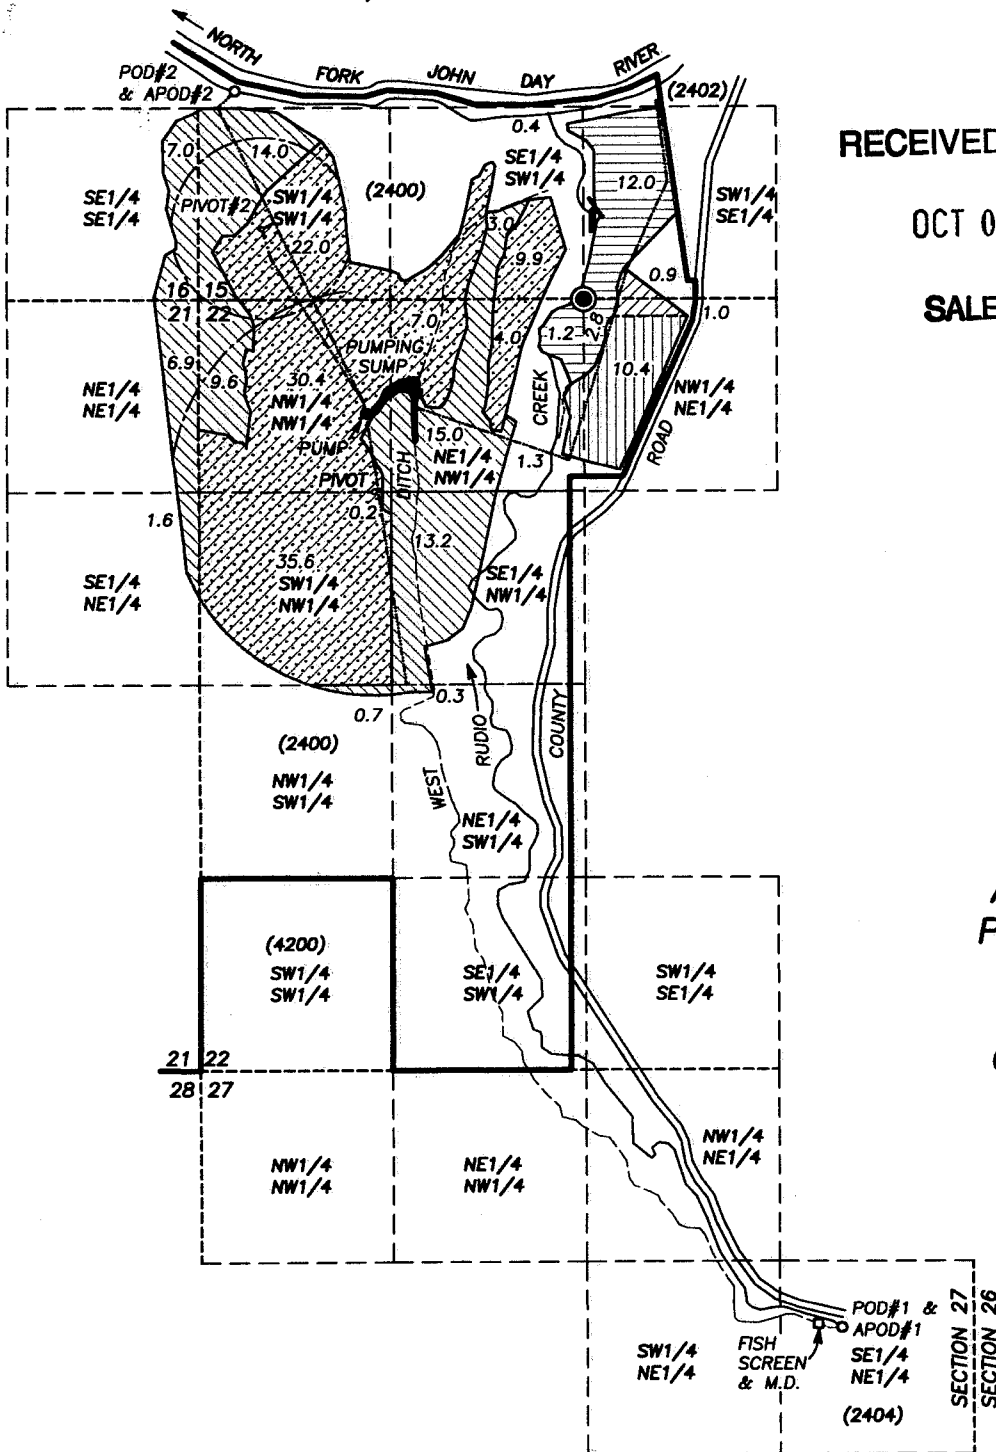 NORTH FORK JOHN DAY RIVER
POD#2
& APOD#2
(2402)
RECEIVED
OCT 0
SALE
0.4
7.0
14.0
SE1/4
SW1/4
12.0
SE1/4
SE1/4
PIVOT#2
SW1/4
SW1/4
(2400)
SW1/4
SE1/4
22.0
3.0
9.9
0.9
16 15
21 22
1.0
7.0
4.0
1.2
2.8
PUMPING
SUMP
6.9
9.6
30.4
NW1/4
NW1/4
10.4
NE1/4
NE1/4
NW1/4
NE1/4
PUMP
15.0
NE1/4
NW1/4
CREEK
ROAD
1.3
PIVOT
DITCH
0.2
1.6
13.2
35.6
SW1/4
NW1/4
SE1/4
NW1/4
SE1/4
NE1/4
0.3
0.7
(2400)
NW1/4
SW1/4
WEST
RUDIO
COUNTY
NE1/4
SW1/4
(4200)
SW1/4
SW1/4
SE1/4
SW1/4
SW1/4
SE1/4
P
21 22
28 27
NW1/4
NW1/4
NE1/4
NW1/4
NW1/4
NE1/4
POD#1 &
APOD#1
FISH
SCREEN
& M.D.
SW1/4
NE1/4
SE1/4
NE1/4
(2404)
SECTION 27
SECTION 26